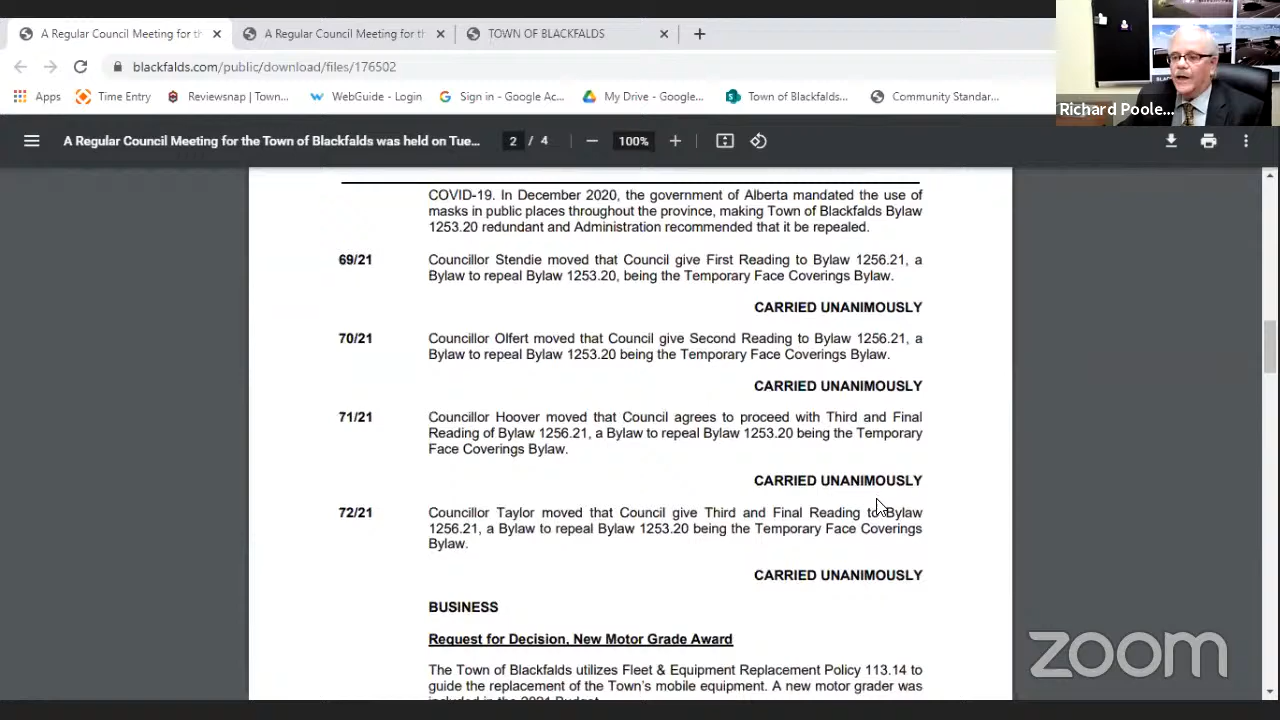 A Regular Council Meeting for th
A Regular Council Meeting for th
TOWN OF BLACKFALDS
blackfalds.com/public/download/files/176502
Apps
Time Entry
Reviewsnap | Town...
WebGuide - Login
Sign in - Google Ac...
My Drive - Google...
Town of Blackfalds...
Community Standar...
Richard Poole...
A Regular Council Meeting for the Town of Blackfalds was held on Tue...
2 / 4
100%
COVID-19. In December 2020, the government of Alberta mandated the use of
masks in public places throughout the province, making Town of Blackfalds Bylaw
1253.20 redundant and Administration recommended that it be repealed.
69/21 Councillor Stendie moved that Council give First Reading to Bylaw 1256.21, a
Bylaw to repeal Bylaw 1253.20, being the Temporary Face Coverings Bylaw.
CARRIED UNANIMOUSLY
70/21 Councillor Olfert moved that Council give Second Reading to Bylaw 1256.21, a
Bylaw to repeal Bylaw 1253.20 being the Temporary Face Coverings Bylaw.
CARRIED UNANIMOUSLY
71/21 Councillor Hoover moved that Council agrees to proceed with Third and Final
Reading of Bylaw 1256.21, a Bylaw to repeal Bylaw 1253.20 being the Temporary
Face Coverings Bylaw.
CARRIED UNANIMOUSLY
72/21 Councillor Taylor moved that Council give Third and Final Reading to Bylaw
1256.21, a Bylaw to repeal Bylaw 1253.20 being the Temporary Face Coverings
Bylaw.
CARRIED UNANIMOUSLY
BUSINESS
Request for Decision, New Motor Grade Award
The Town of Blackfalds utilizes Fleet & Equipment Replacement Policy 113.14 to
guide the replacement of the Town's mobile equipment. A new motor grader was
included in the 2021 Budget
zoom